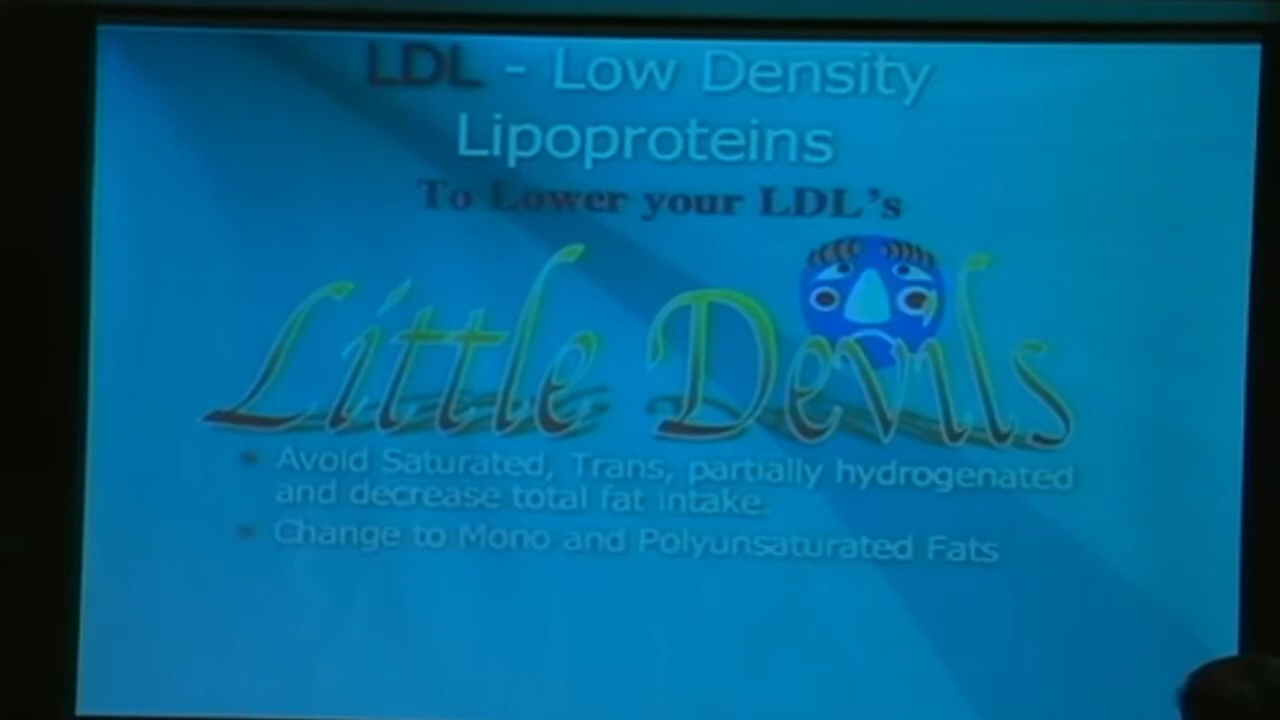 LDL - Low Density
Lipoproteins
To Lower your LDL's
Little Devils
Avoid Saturated, Trans, partially hydrogenated
and decrease total fat intake.
Change to Mono and Polyunsaturated Fats